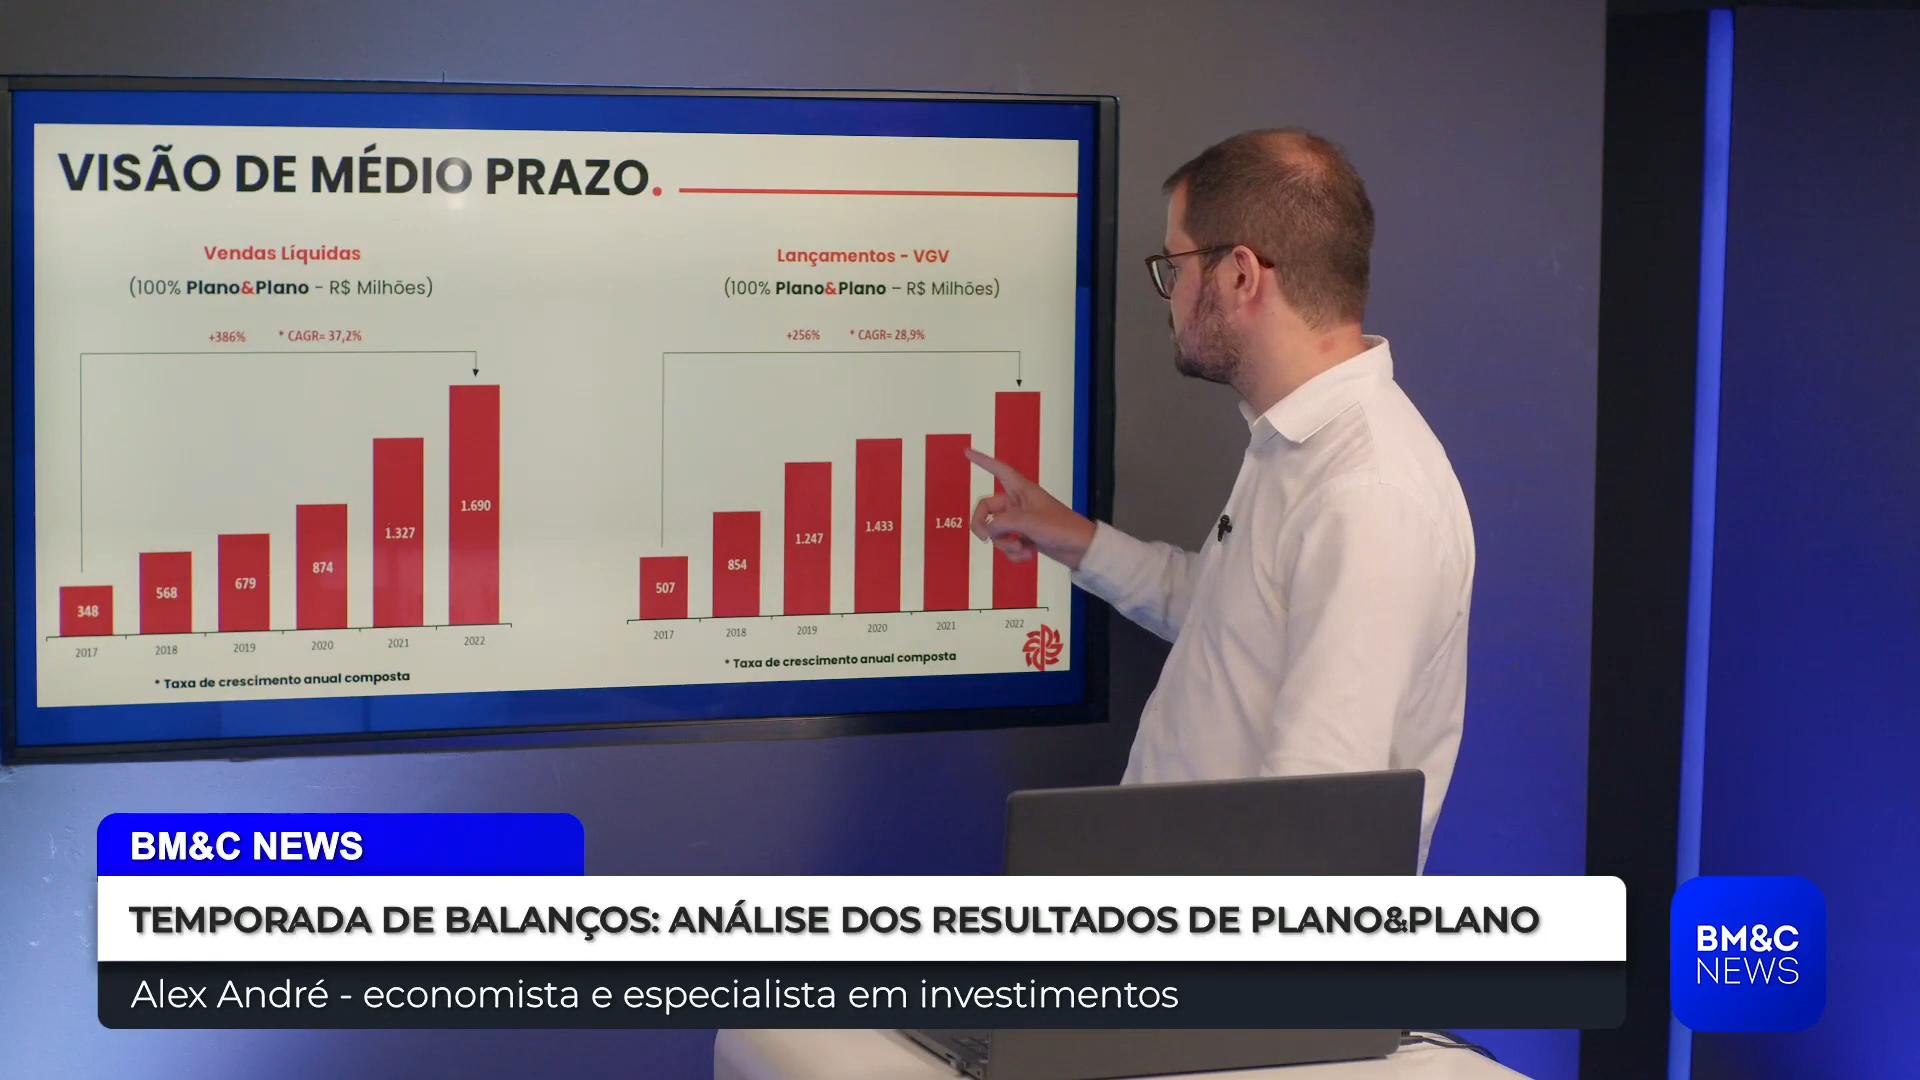 VISÃO DE MÉDIO PRAZO.
Vendas Líquidas
(100% Plano&Plano - R$ Milhões)
+386% * CAGR= 37,2%
348
568
679
874
1.327
1.690
2017
2018
2019
2020
2021
2022
* Taxa de crescimento anual composta
Lançamentos - VGV
(100% Plano&Plano – R$ Milhões)
+256% * CAGR= 28,9%
507
854
1.247
1.433
1.462
2017
2018
2019
2020
2021
2022
* Taxa de crescimento anual composta
BM&C NEWS
TEMPORADA DE BALANÇOS: ANÁLISE DOS RESULTADOS DE PLANO&PLANO
Alex André - economista e especialista em investimentos
BM&C
NEWS